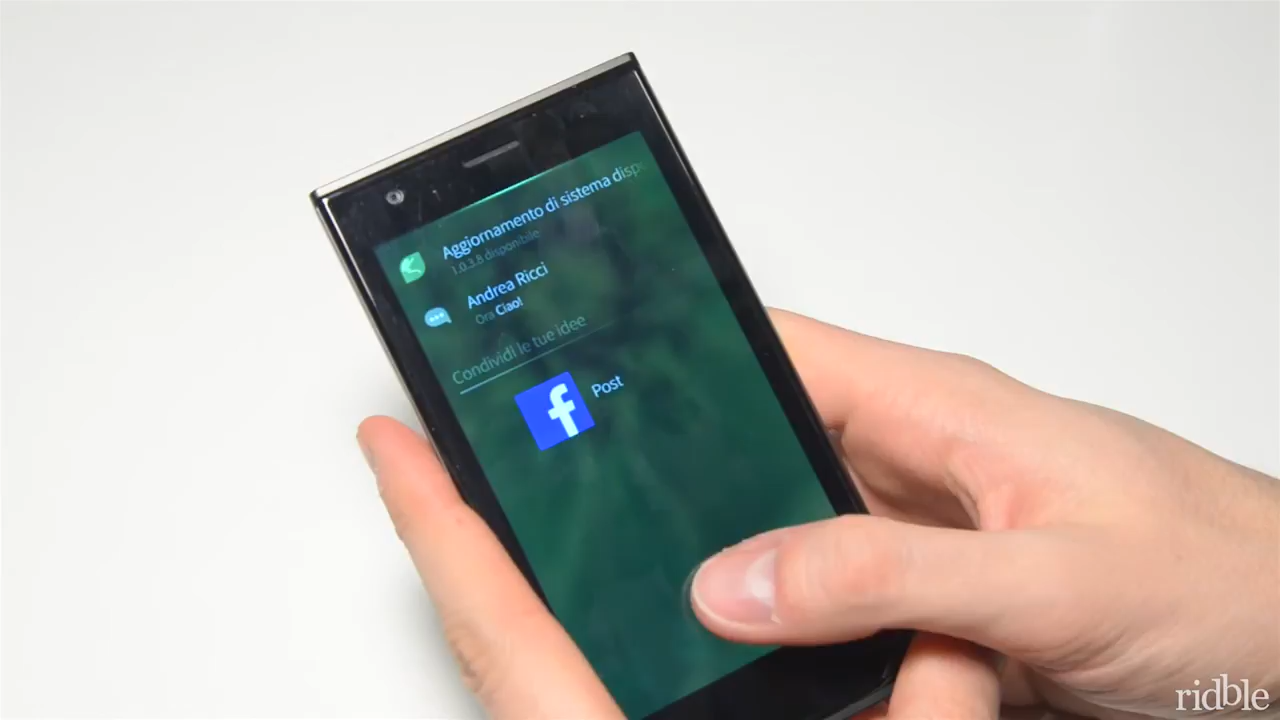 Aggiornamento di sistema disp
1.0.3.8 disponibile
Andrea Ricci
Ora Ciao!
Condividi le tue idee
f
Post
ridble